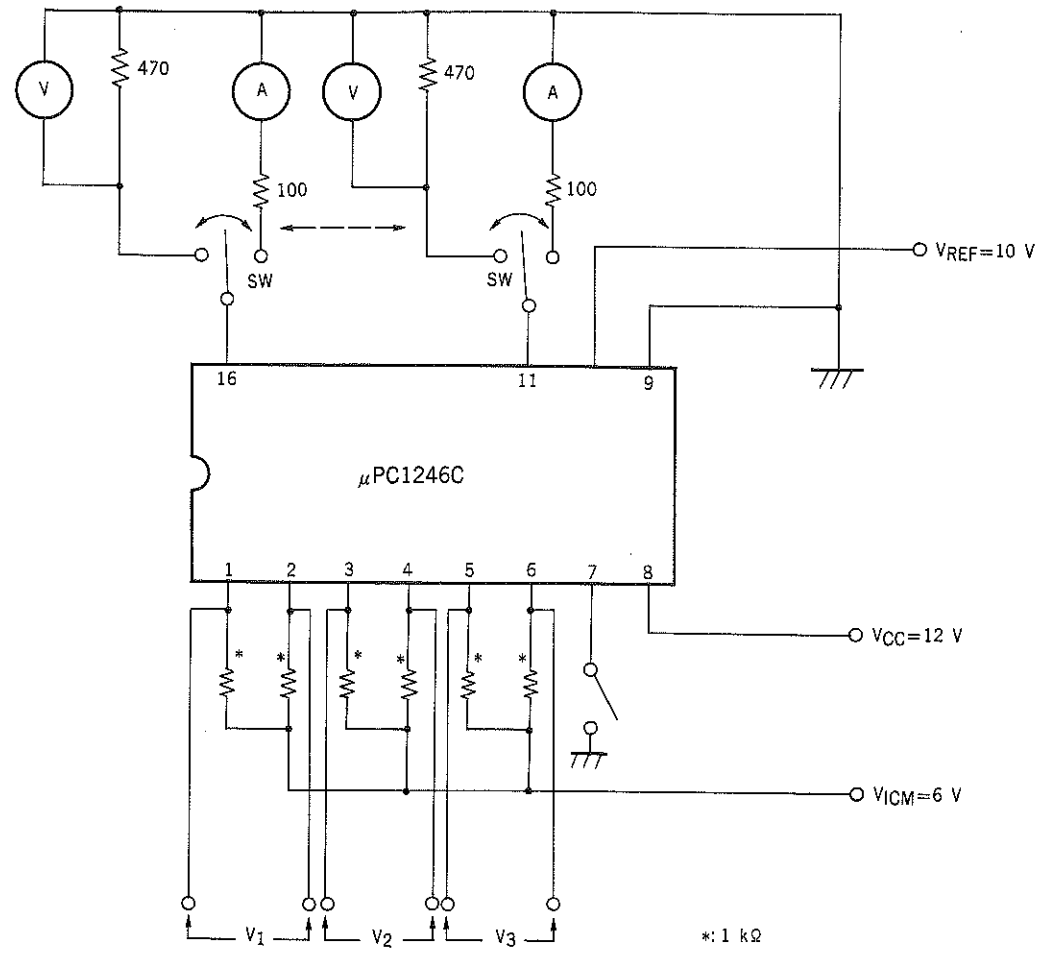 V 470 A V 470 A
100 100
SW SW
VREF=10 V
16 11 9
μPC1246C
1 2 3 4 5 6 7 8
* * * * * *
VCC=12 V
VICM=6 V
V1 V2 V3 *: 1 kΩ